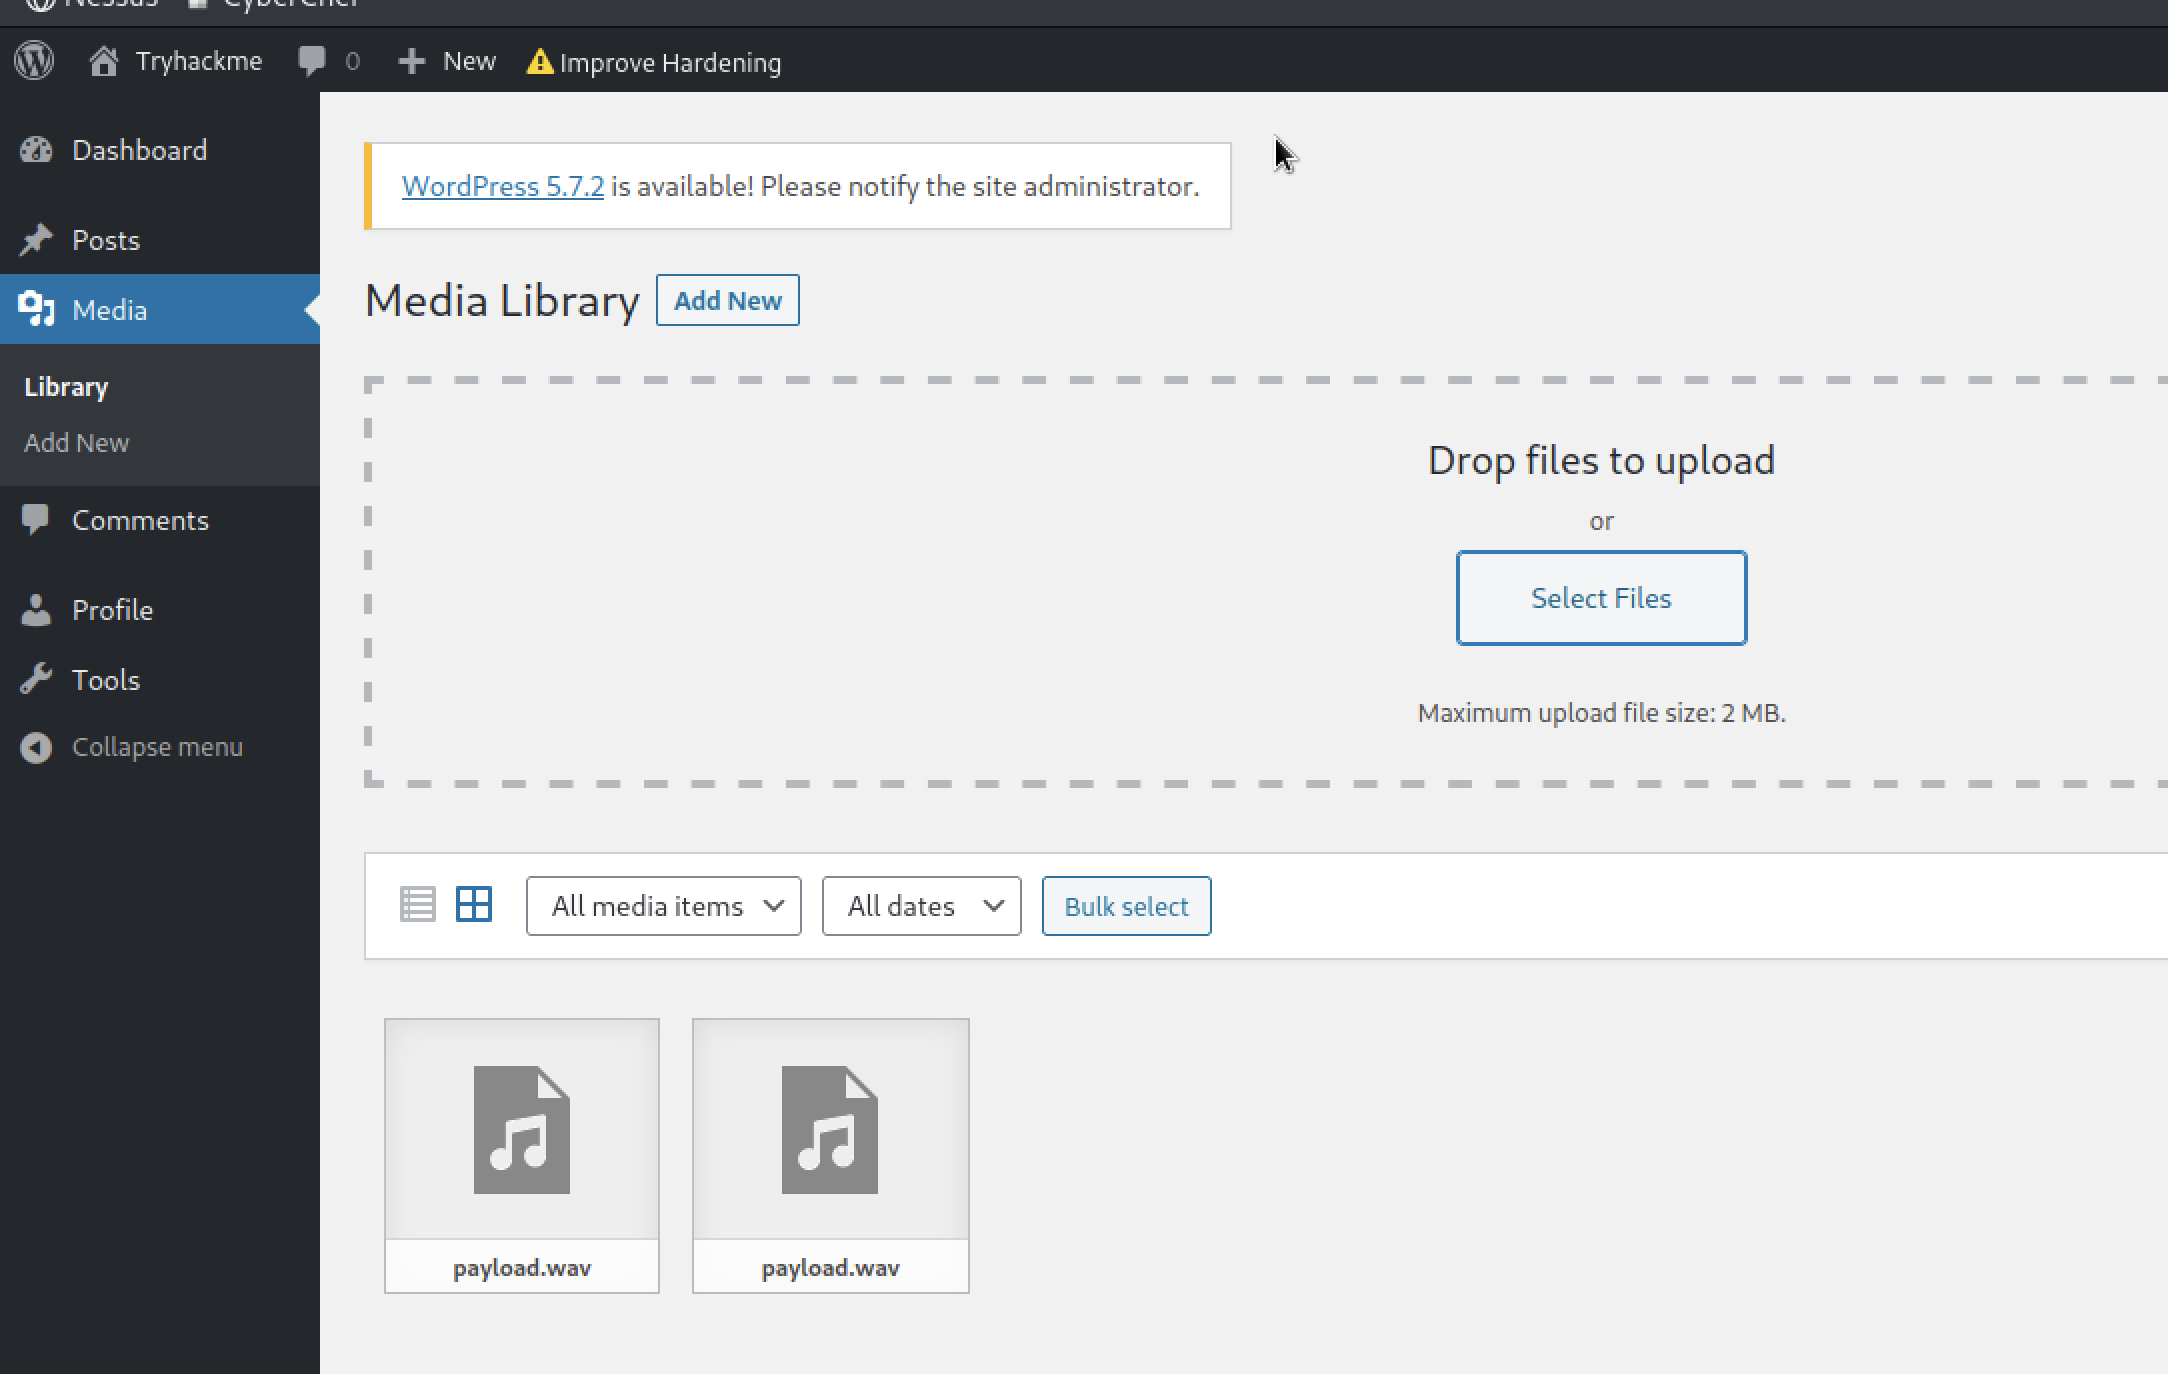 Nessus CyberChef
Tryhackme 0 New Improve Hardening
Dashboard
Posts
Media
Library
Add New
Comments
Profile
Tools
Collapse menu
WordPress 5.7.2 is available! Please notify the site administrator.
Media Library Add New
Drop files to upload
or
Select Files
Maximum upload file size: 2 MB.
All media items All dates Bulk select
payload.wav payload.wav